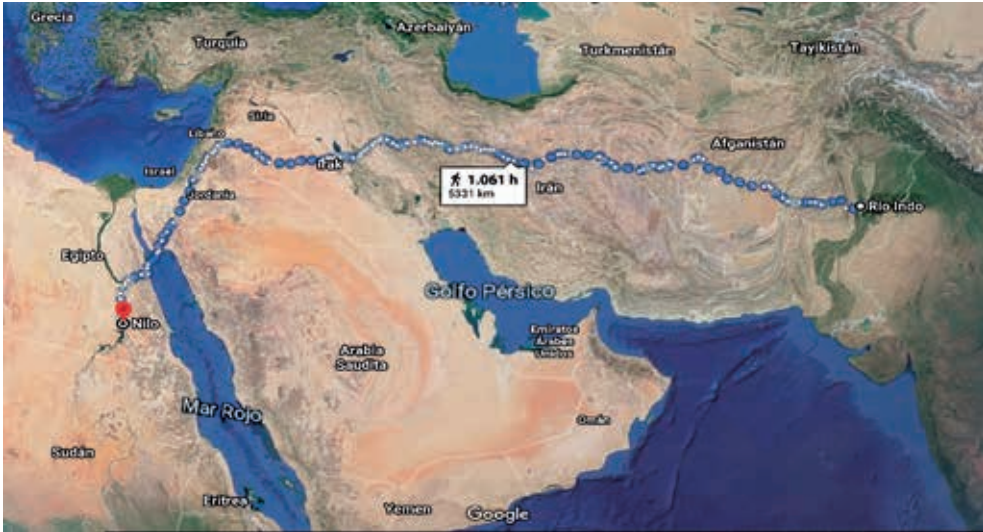 Grecia
Turquía
Azerbaiyán
Turkmenistán
Tayikistán
Siria
Líbano
Irak
Afganistán
Israel
Jordania
1.061 h
5321 km
Irán
Río Indo
Egipto
Golfo Pérsico
Nilo
Emiratos
Árabes
Unidos
Arabia
Saudita
Mar Rojo
Omán
Sudán
Eritrea
Yemen
Google